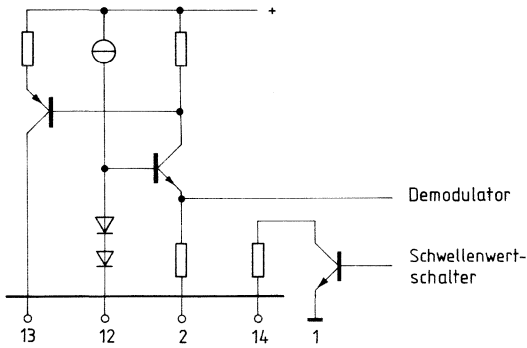 +
Demodulator
Schwellenwert-
schalter
13 12 2 14 1